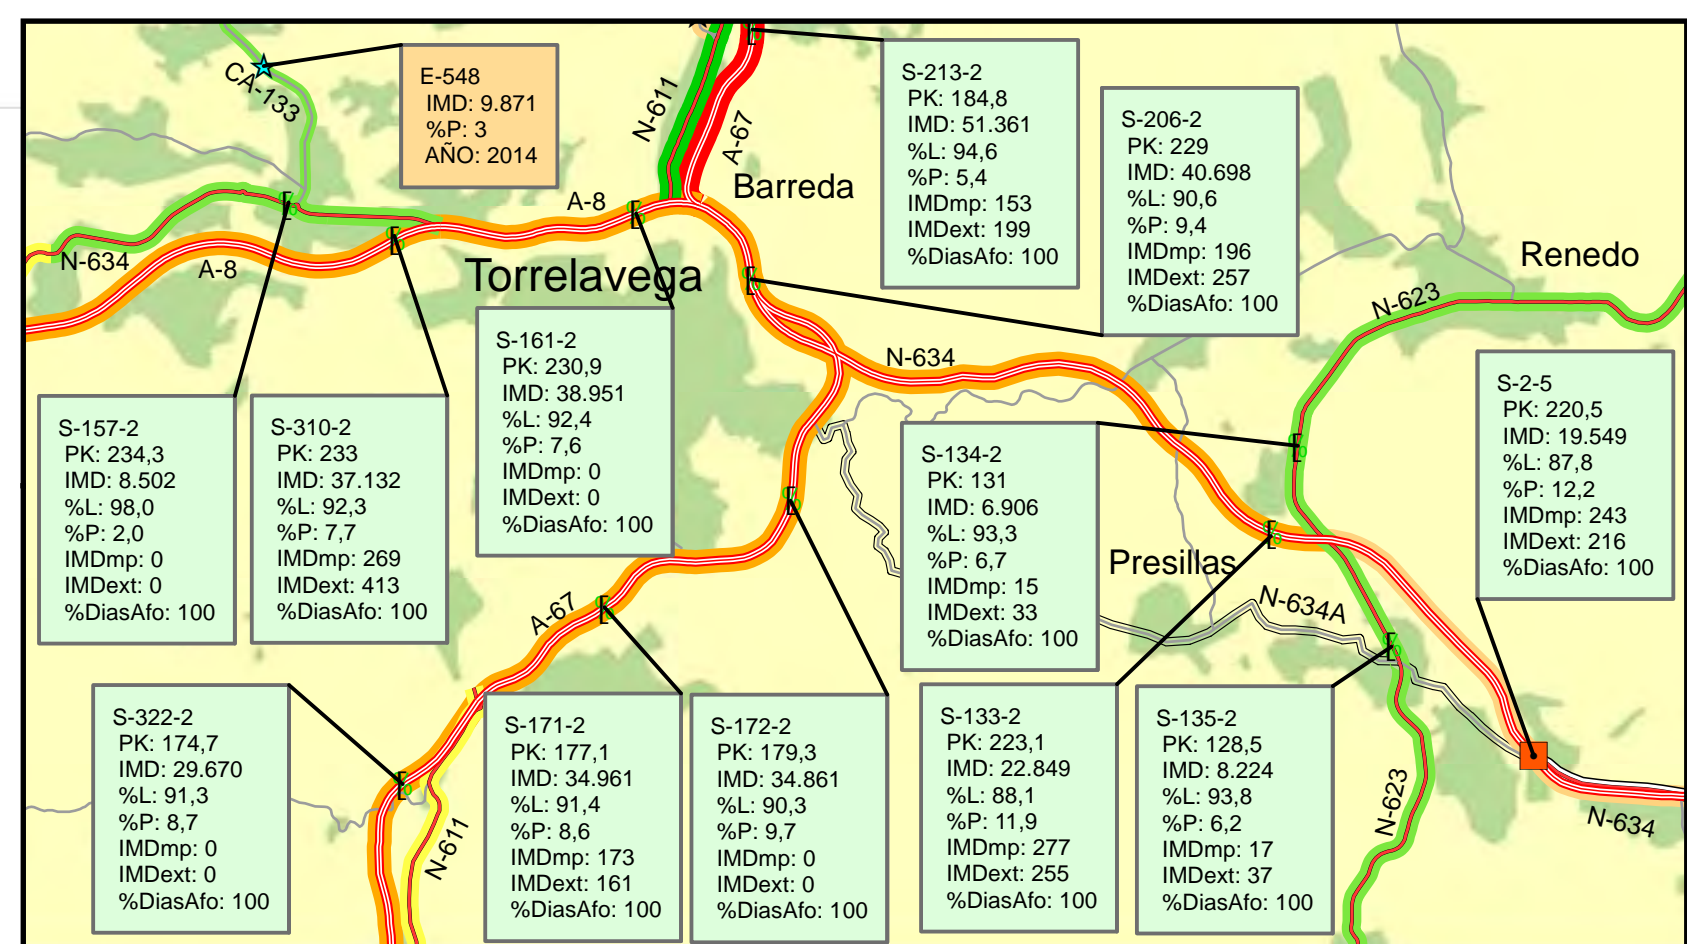 E-548
IMD: 9.871
%P: 3
AÑO: 2014
CA-133
N-611
A-67
S-213-2
PK: 184,8
IMD: 51.361
%L: 94,6
%P: 5,4
IMDmp: 153
IMDext: 199
%DiasAfo: 100
S-206-2
PK: 229
IMD: 40.698
%L: 90,6
%P: 9,4
IMDmp: 196
IMDext: 257
%DiasAfo: 100
Barreda
A-8
Renedo
N-634
A-8
Torrelavega
N-623
S-161-2
PK: 230,9
IMD: 38.951
%L: 92,4
%P: 7,6
IMDmp: 0
IMDext: 0
%DiasAfo: 100
N-634
S-2-5
PK: 220,5
IMD: 19.549
%L: 87,8
%P: 12,2
IMDmp: 243
IMDext: 216
%DiasAfo: 100
S-157-2
PK: 234,3
IMD: 8.502
%L: 98,0
%P: 2,0
IMDmp: 0
IMDext: 0
%DiasAfo: 100
S-310-2
PK: 233
IMD: 37.132
%L: 92,3
%P: 7,7
IMDmp: 269
IMDext: 413
%DiasAfo: 100
S-134-2
PK: 131
IMD: 6.906
%L: 93,3
%P: 6,7
IMDmp: 15
IMDext: 33
%DiasAfo: 100
Presillas
N-634A
A-67
S-322-2
PK: 174,7
IMD: 29.670
%L: 91,3
%P: 8,7
IMDmp: 0
IMDext: 0
%DiasAfo: 100
N-611
S-171-2
PK: 177,1
IMD: 34.961
%L: 91,4
%P: 8,6
IMDmp: 173
IMDext: 161
%DiasAfo: 100
S-172-2
PK: 179,3
IMD: 34.861
%L: 90,3
%P: 9,7
IMDmp: 0
IMDext: 0
%DiasAfo: 100
S-133-2
PK: 223,1
IMD: 22.849
%L: 88,1
%P: 11,9
IMDmp: 277
IMDext: 255
%DiasAfo: 100
S-135-2
PK: 128,5
IMD: 8.224
%L: 93,8
%P: 6,2
IMDmp: 17
IMDext: 37
%DiasAfo: 100
N-623
N-634